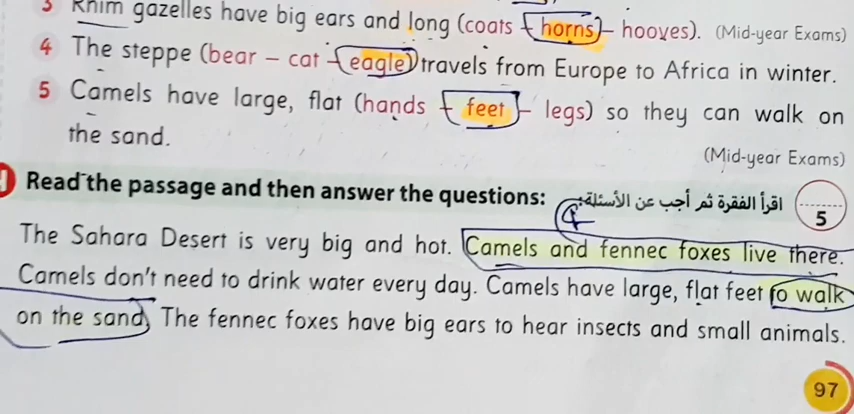 3 Rhim gazelles have big ears and long (coats - horns - hooves). (Mid-year Exams)
4 The steppe (bear - cat - eagle) travels from Europe to Africa in winter.
5 Camels have large, flat (hands - feet - legs) so they can walk on
the sand.
(Mid-year Exams)
Read the passage and then answer the questions: اقرأ الفقرة ثم أجب عن الأسئلة:
5
The Sahara Desert is very big and hot. Camels and fennec foxes live there.
Camels don't need to drink water every day. Camels have large, flat feet to walk
on the sand. The fennec foxes have big ears to hear insects and small animals.
97